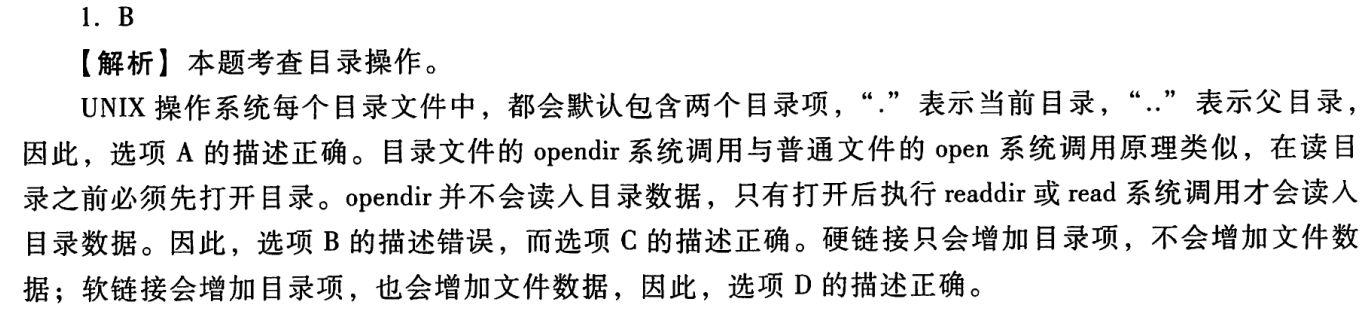 1. B
【解析】本题考查目录操作。
UNIX 操作系统每个目录文件中，都会默认包含两个目录项，“.” 表示当前目录，“..” 表示父目录，
因此，选项 A 的描述正确。目录文件的 opendir 系统调用与普通文件的 open 系统调用原理类似，在读目
录之前必须先打开目录。opendir 并不会读入目录数据，只有打开后执行 readdir 或 read 系统调用才会读入
目录数据。因此，选项 B 的描述错误，而选项 C 的描述正确。硬链接只会增加目录项，不会增加文件数
据；软链接会增加目录项，也会增加文件数据，因此，选项 D 的描述正确。